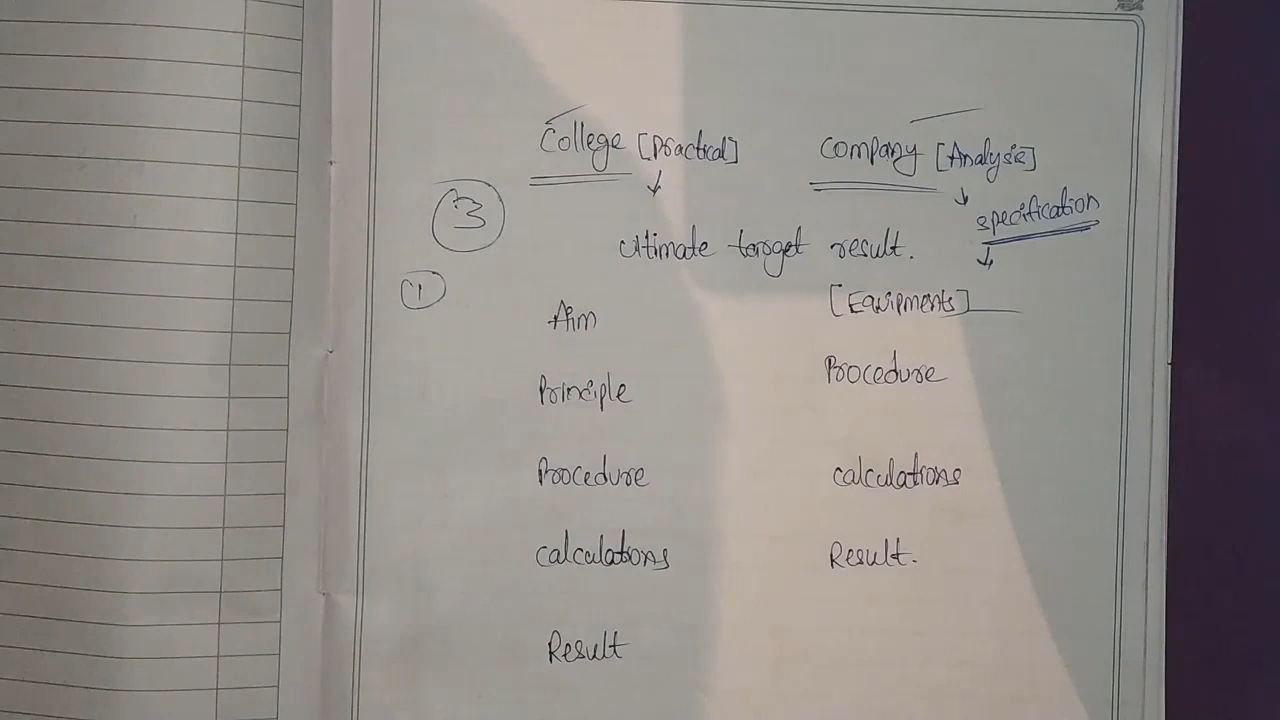 College [Practical]
Company [Analysis]
specification
3
Ultimate target result.
1
[Equipments]
Aim
Procedure
Principle
Procedure
calculations
calculations
Result.
Result